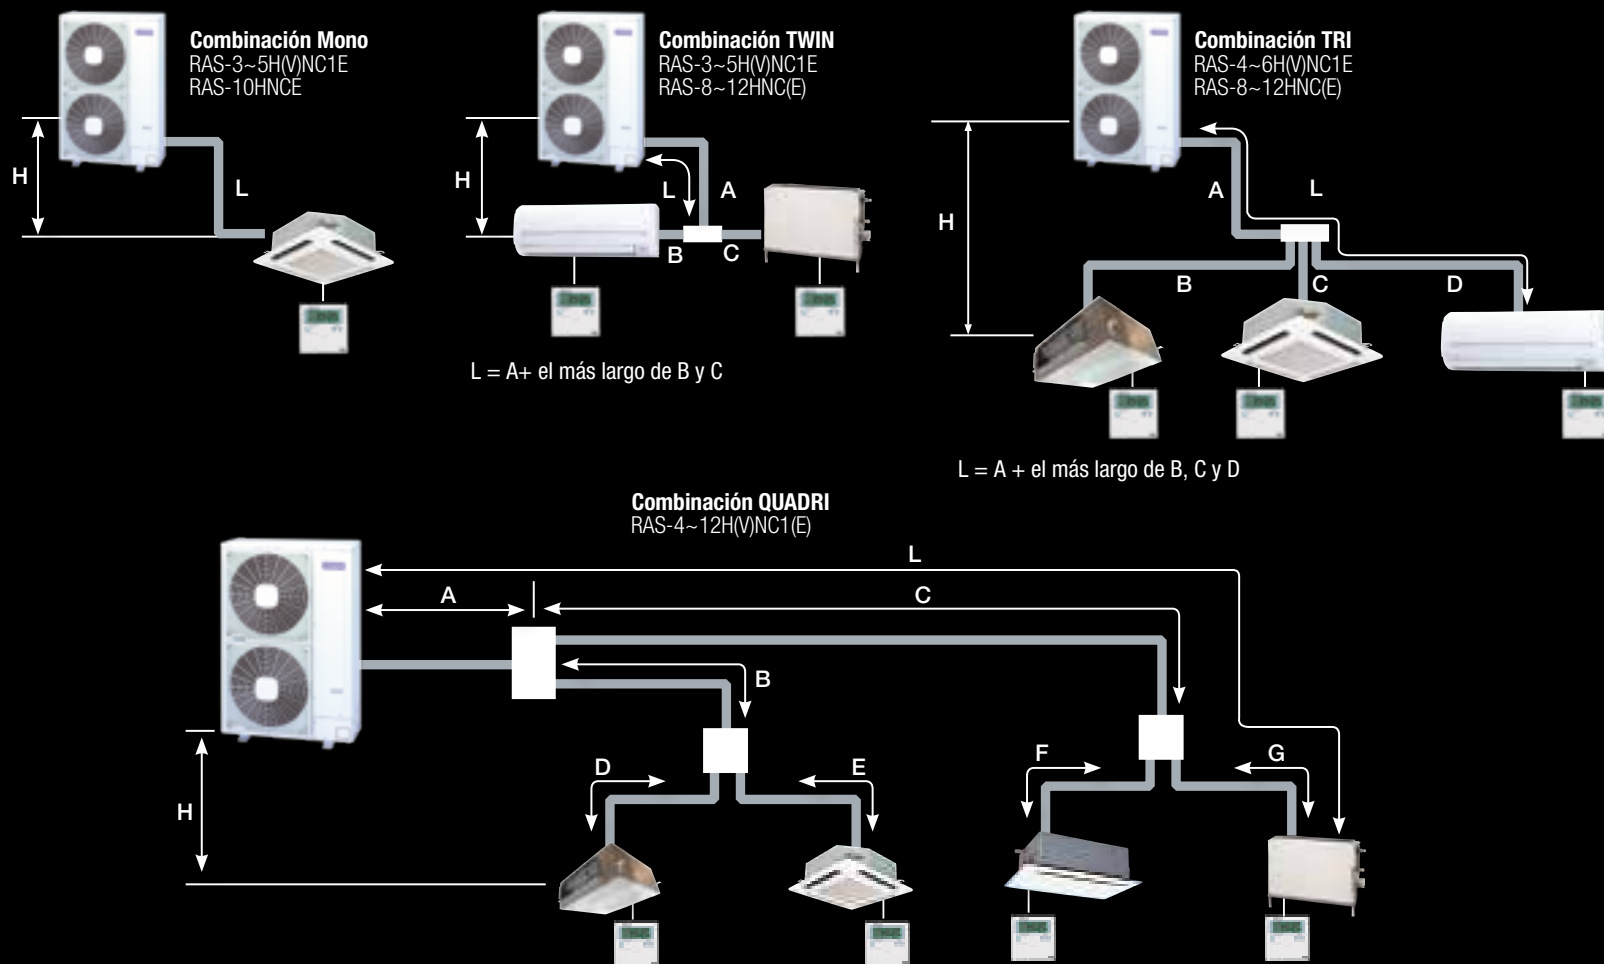 Combinación Mono
RAS-3~5H(V)NC1E
RAS-10HNCE
H
L
Combinación TWIN
RAS-3~5H(V)NC1E
RAS-8~12HNC(E)
H
L
A
B
C
L = A+ el más largo de B y C
Combinación TRI
RAS-4~6H(V)NC1E
RAS-8~12HNC(E)
A
L
H
B
C
D
L = A + el más largo de B, C y D
Combinación QUADRI
RAS-4~12H(V)NC1(E)
L
A
C
B
H
D
E
F
G